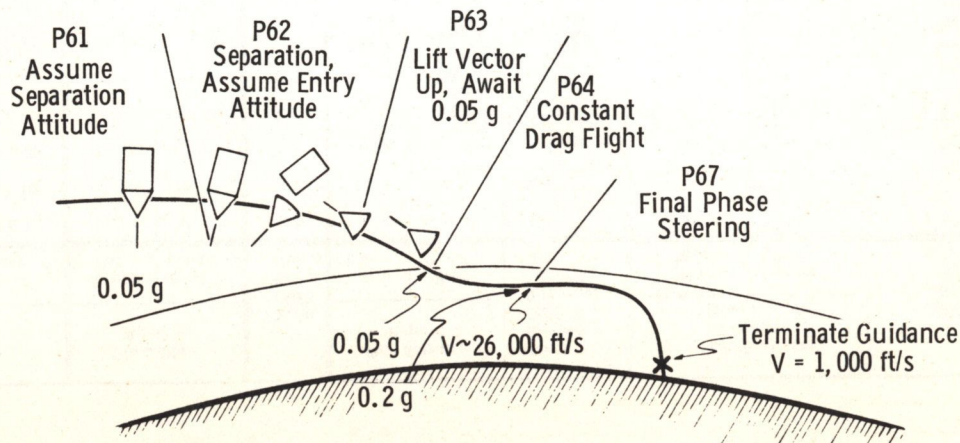 P61
Assume
Separation
Attitude
P62
Separation,
Assume Entry
Attitude
P63
Lift Vector
Up, Await
0.05 g
P64
Constant
Drag Flight
P67
Final Phase
Steering
0.05 g
0.05 g
V~26,000 ft/s
0.2 g
Terminate Guidance
V = 1,000 ft/s